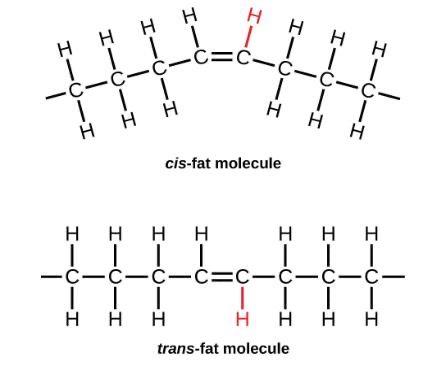 H H H H H H H H
C C C C = C C C C
H H H H H H
cis-fat molecule
H H H H H H H
C C C C = C C C C
H H H H H H H
trans-fat molecule